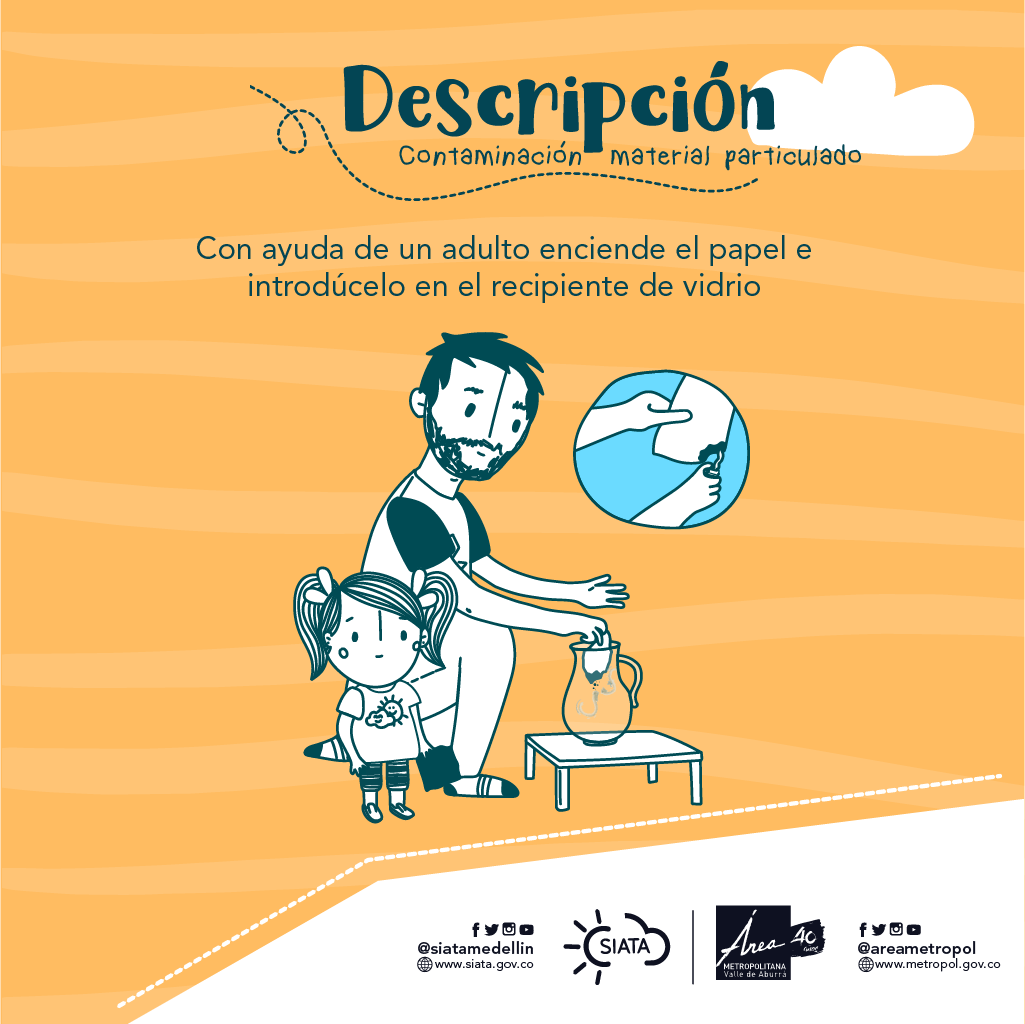 Descripción
Contaminación material particulado
Con ayuda de un adulto enciende el papel e
introdúcelo en el recipiente de vidrio
@siatamedellin
www.siata.gov.co
SIATA
Área 40
METROPOLITANA
Valle de Aburrá
@areametropol
www.metropol.gov.co